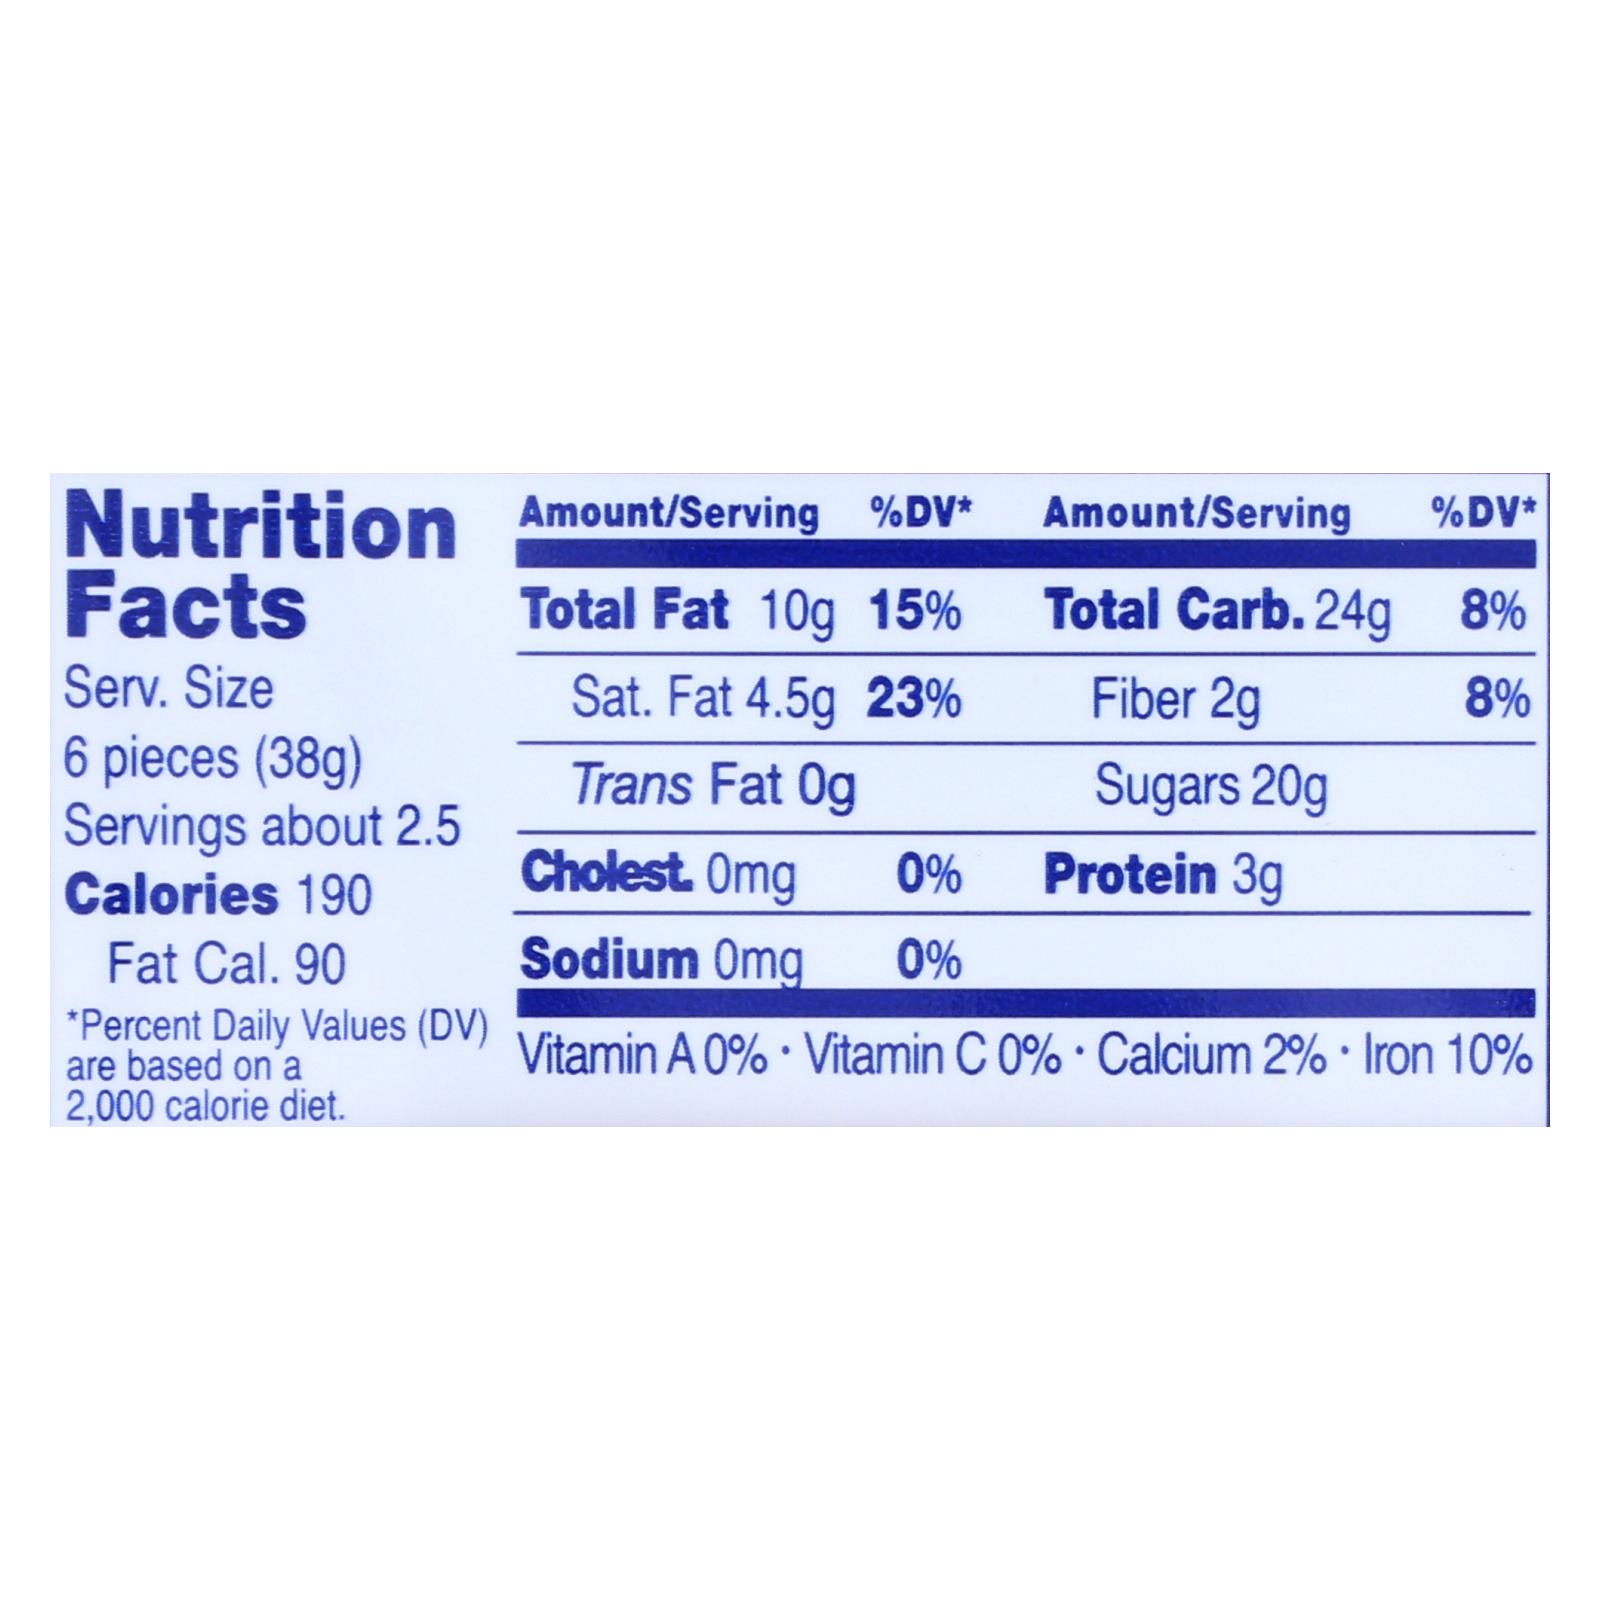 Nutrition
Facts
Serv. Size
6 pieces (38g)
Servings about 2.5
Calories 190
Fat Cal. 90
*Percent Daily Values (DV)
are based on a
2,000 calorie diet.
Amount/Serving %DV* Amount/Serving %DV*
Total Fat 10g 15% Total Carb. 24g 8%
Sat. Fat 4.5g 23% Fiber 2g 8%
Trans Fat 0g Sugars 20g
Cholest. 0mg 0% Protein 3g
Sodium 0mg 0%
Vitamin A 0% · Vitamin C 0% · Calcium 2% · Iron 10%